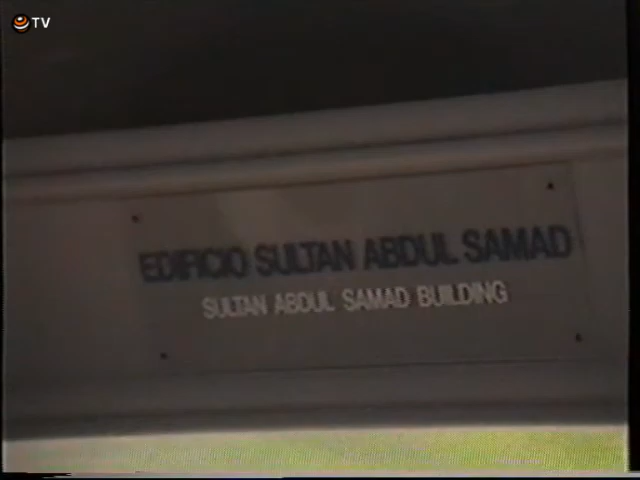 TV
EDIFICIO SULTAN ABDUL SAMAD
SULTAN ABDUL SAMAD BUILDING